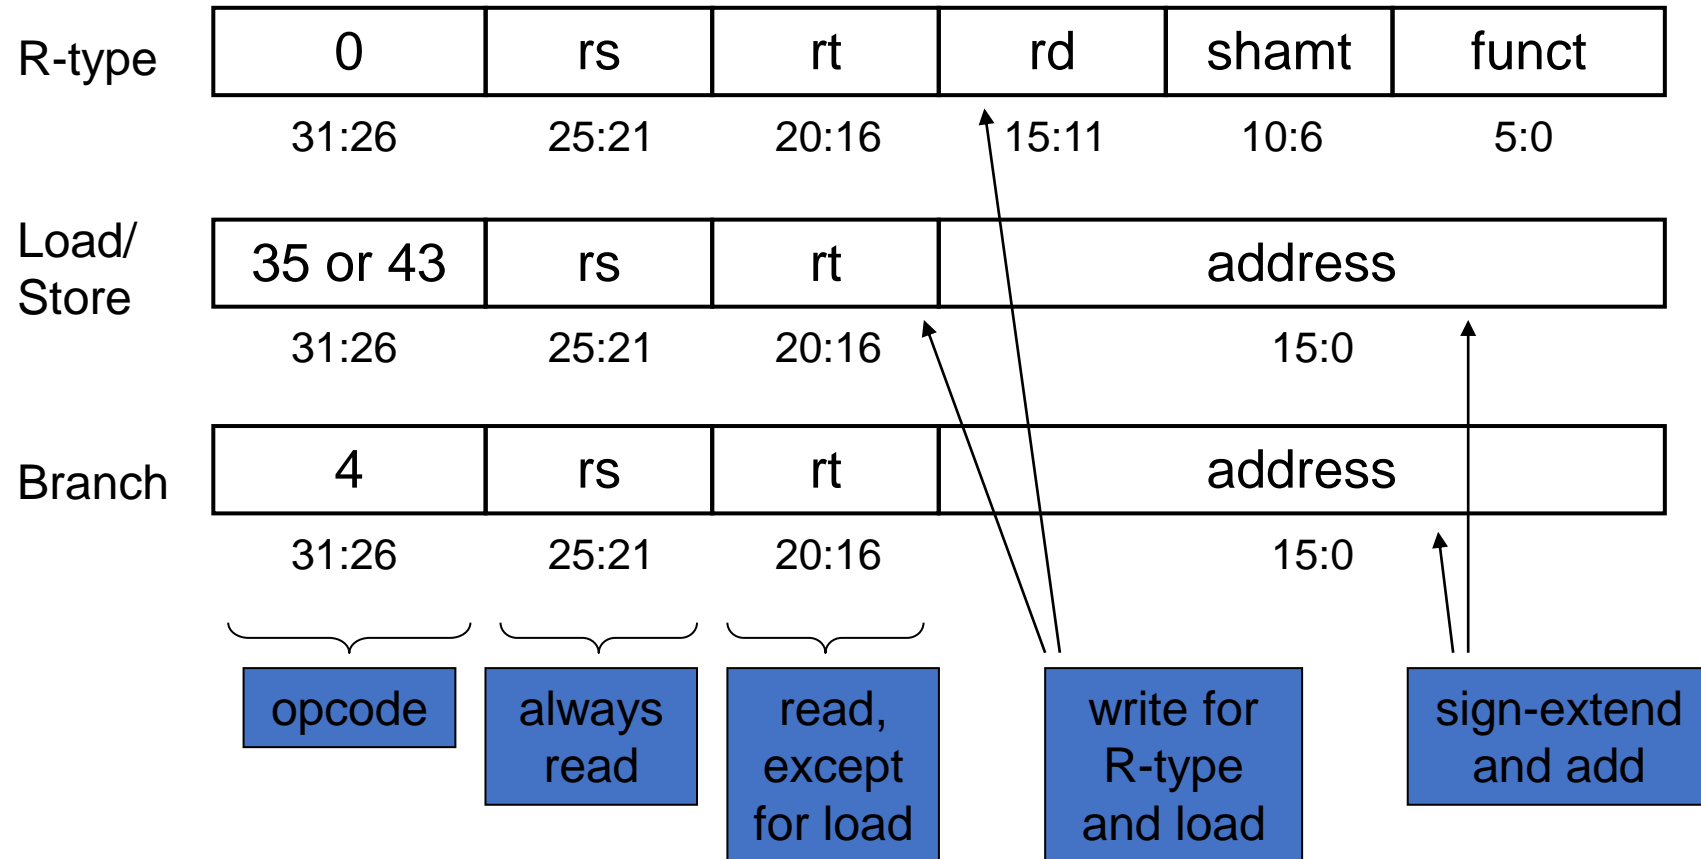 R-type 0 rs rt rd shamt funct
31:26 25:21 20:16 15:11 10:6 5:0
Load/
Store
35 or 43 rs rt address
31:26 25:21 20:16 15:0
Branch 4 rs rt address
31:26 25:21 20:16 15:0
opcode
always
read
read,
except
for load
write for
R-type
and load
sign-extend
and add